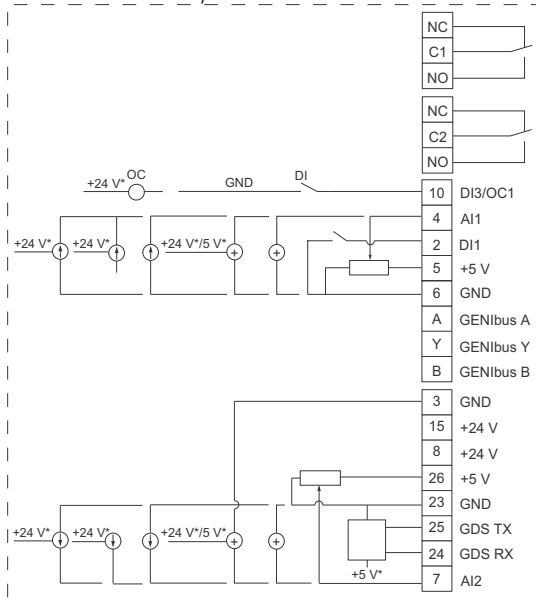 NC
C1
NO
NC
C2
NO
+24 V* OC GND DI 10 DI3/OC1
4 AI1
+24 V* +24 V* +24 V*/5 V* + + 2 DI1
5 +5 V
6 GND
A GENIbus A
Y GENIbus Y
B GENIbus B
3 GND
15 +24 V
8 +24 V
26 +5 V
23 GND
+24 V* +24 V* +24 V*/5 V* + + 25 GDS TX
24 GDS RX
+5 V* 7 AI2